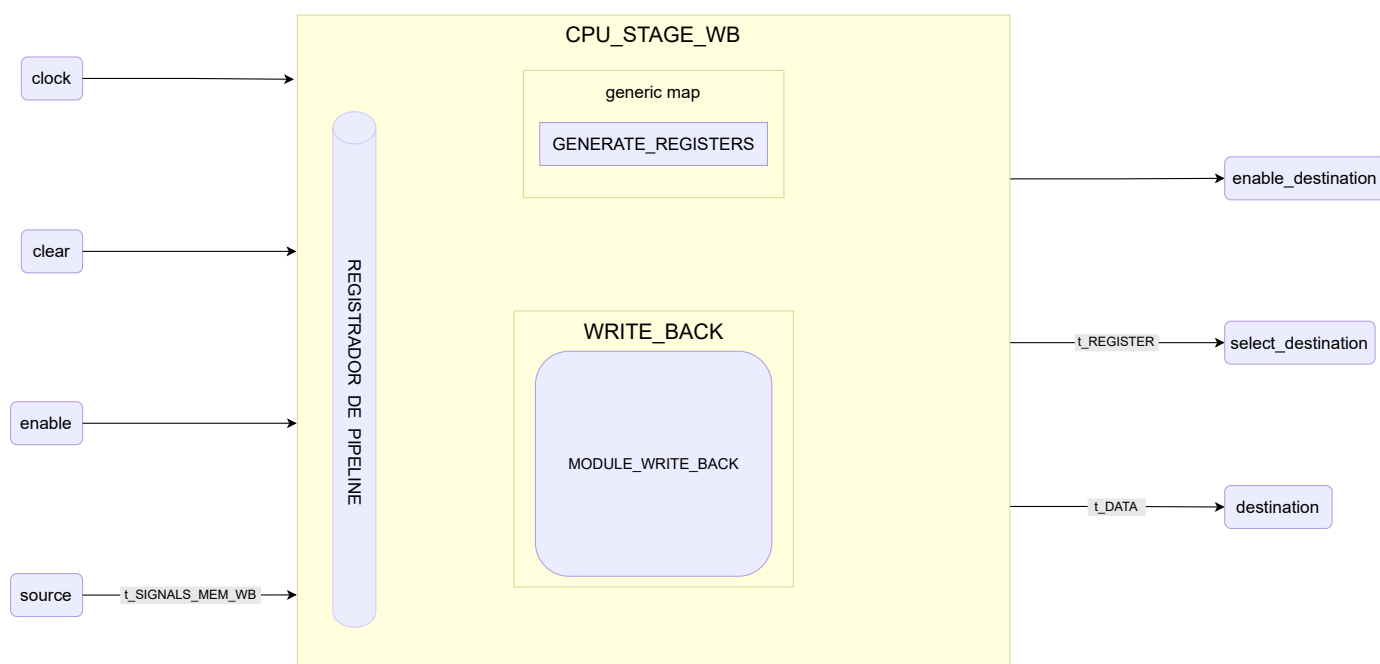 CPU_STAGE_WB
clock
generic map
GENERATE_REGISTERS
enable_destination
clear
REGISTRADOR DE PIPELINE
WRITE_BACK
t_REGISTER
select_destination
enable
MODULE_WRITE_BACK
t_DATA
destination
source
t_SIGNALS_MEM_WB